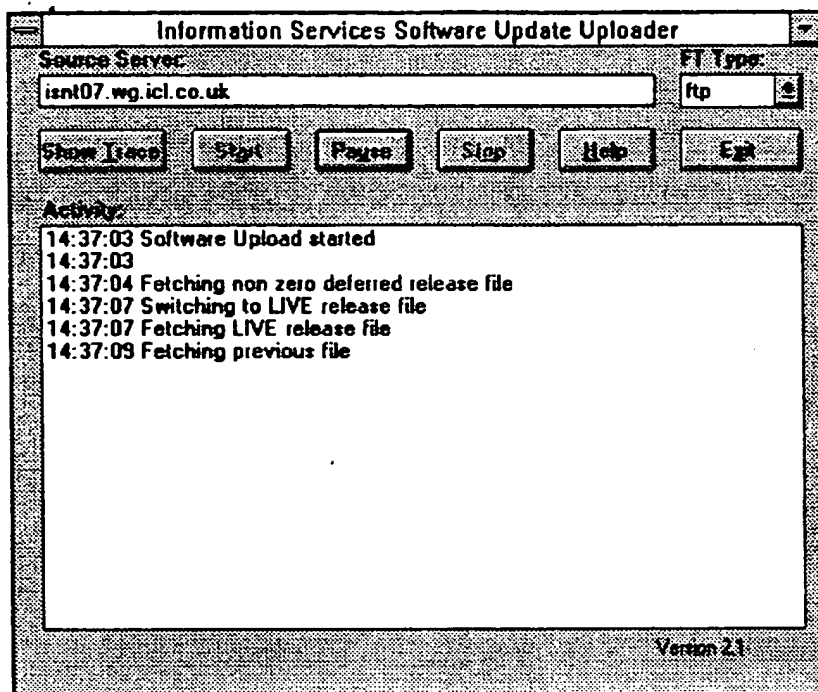 Information Services Software Update Uploader
Source Server:
FT Type:
isnt07.wg.icl.co.uk
ftp
Show Trace
Start
Pause
Stop
Help
Exit
Activity:
14:37:03 Software Upload started
14:37:03
14:37:04 Fetching non zero deferred release file
14:37:07 Switching to LIVE release file
14:37:07 Fetching LIVE release file
14:37:09 Fetching previous file
Version 2.1